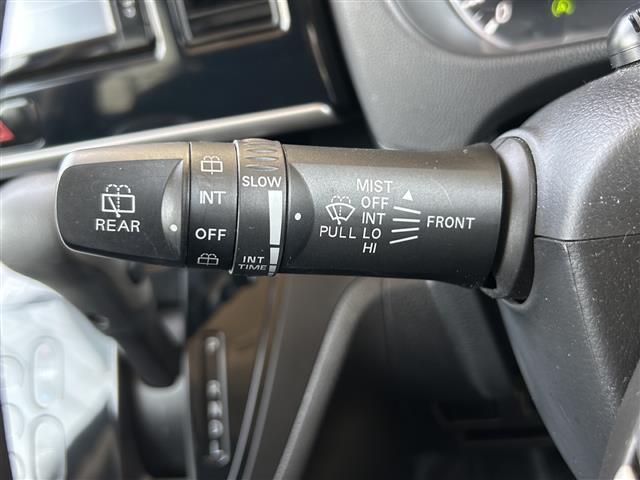 REAR
INT
OFF
SLOW
INT
TIME
MIST
OFF
INT
PULL LO
HI
FRONT